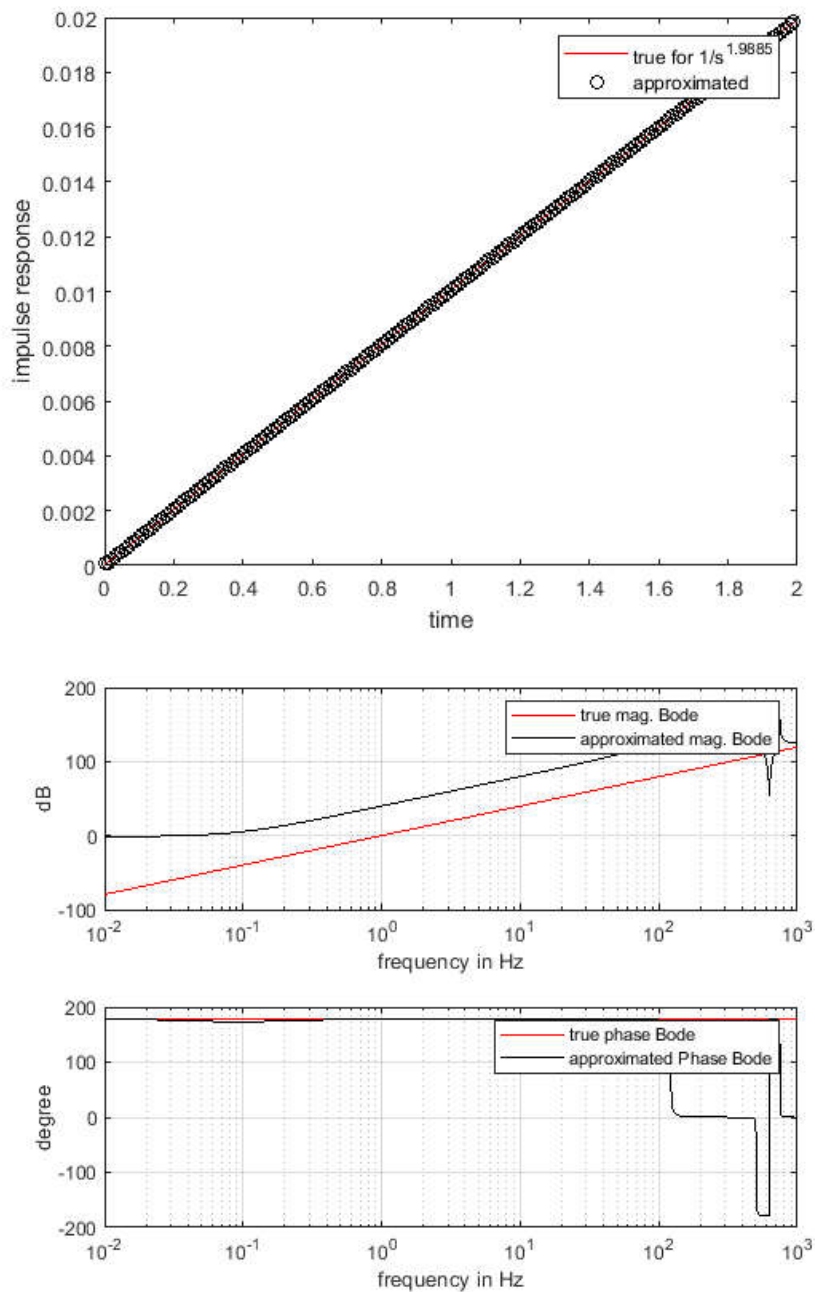 0.02
0.018
0.016
0.014
0.012
0.01
0.008
0.006
0.004
0.002
0
impulse response
true for 1/s^1.9885
approximated
0 0.2 0.4 0.6 0.8 1 1.2 1.4 1.6 1.8 2
time
200
100
0
-100
dB
true mag. Bode
approximated mag. Bode
10^-2 10^-1 10^0 10^1 10^2 10^3
frequency in Hz
200
100
0
-100
-200
degree
true phase Bode
approximated Phase Bode
10^-2 10^-1 10^0 10^1 10^2 10^3
frequency in Hz